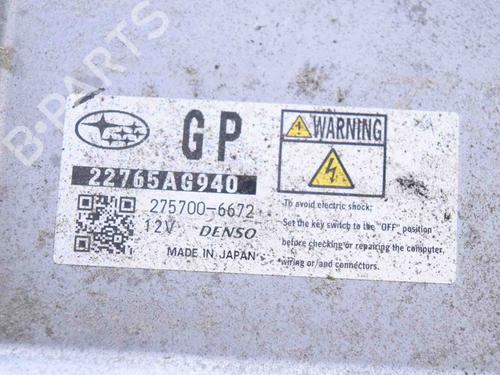 B-PARTS
GP
WARNING
22765AG940
275700-6672
12V DENSO
MADE IN JAPAN
To avoid electric shock;
Set the key switch to the "OFF" position
before checking or repairing the computer,
wiring or/and connectors.